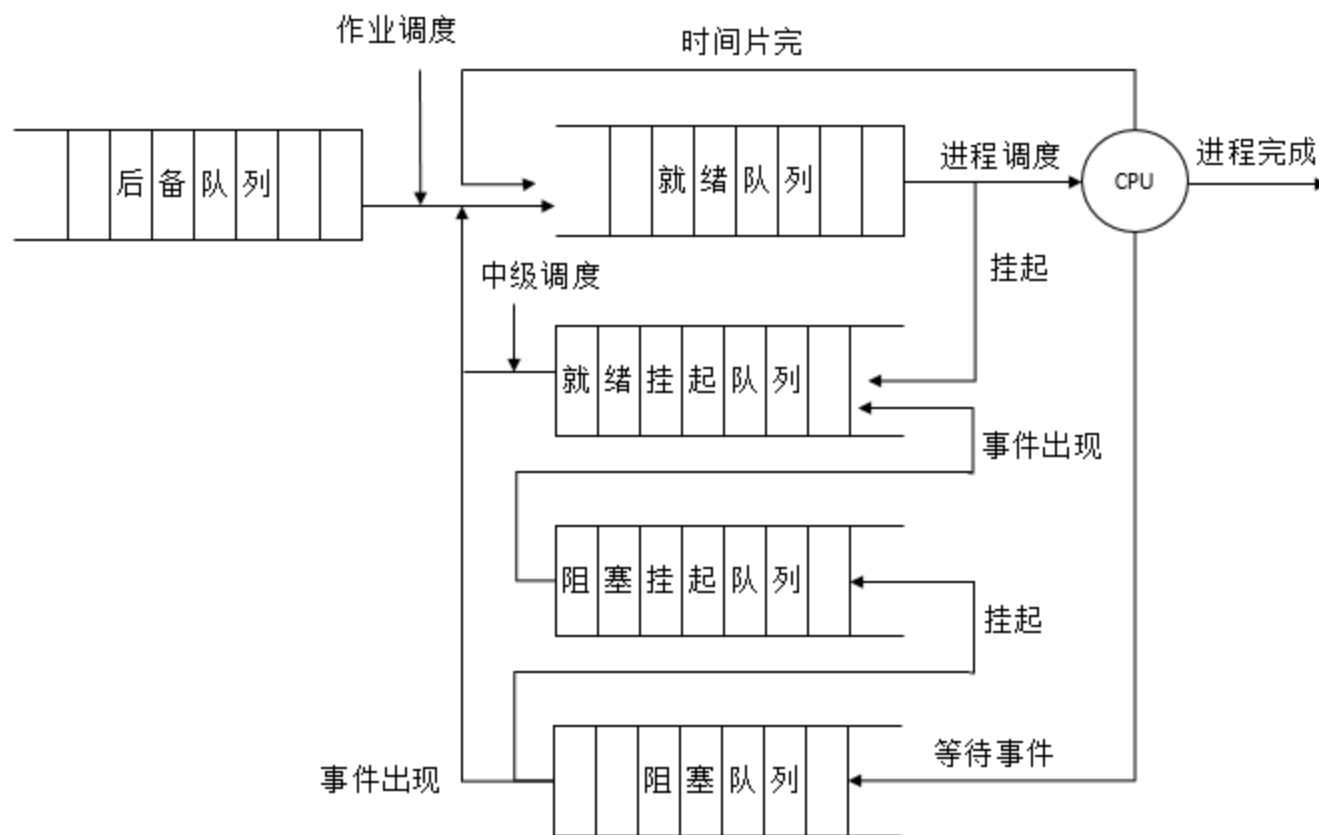 作业调度
时间片完
后备队列
就绪队列
进程调度
CPU
进程完成
挂起
中级调度
就绪挂起队列
事件出现
阻塞挂起队列
挂起
阻塞队列
等待事件
事件出现